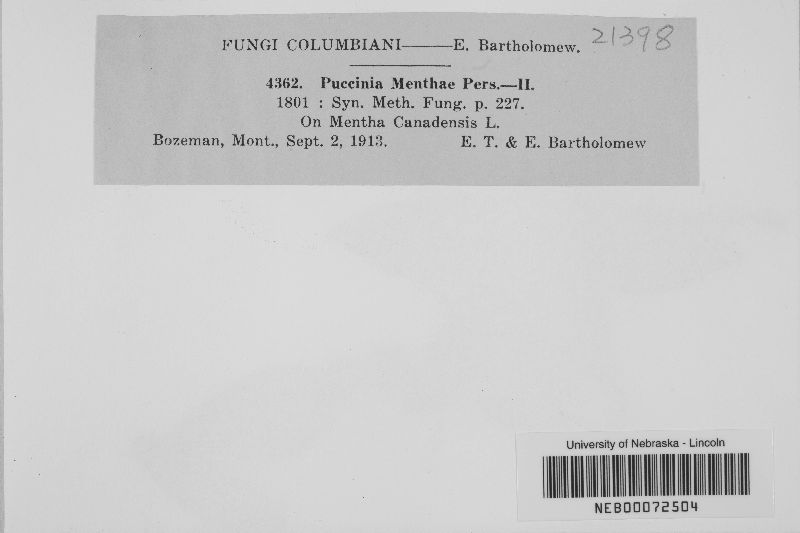 FUNGI COLUMBIANI———E. Bartholomew. 21398
4362. Puccinia Menthae Pers.—II.
1801 : Syn. Meth. Fung. p. 227.
On Mentha Canadensis L.
Bozeman, Mont., Sept. 2, 1913. E. T. & E. Bartholomew
University of Nebraska - Lincoln
NEB00072504